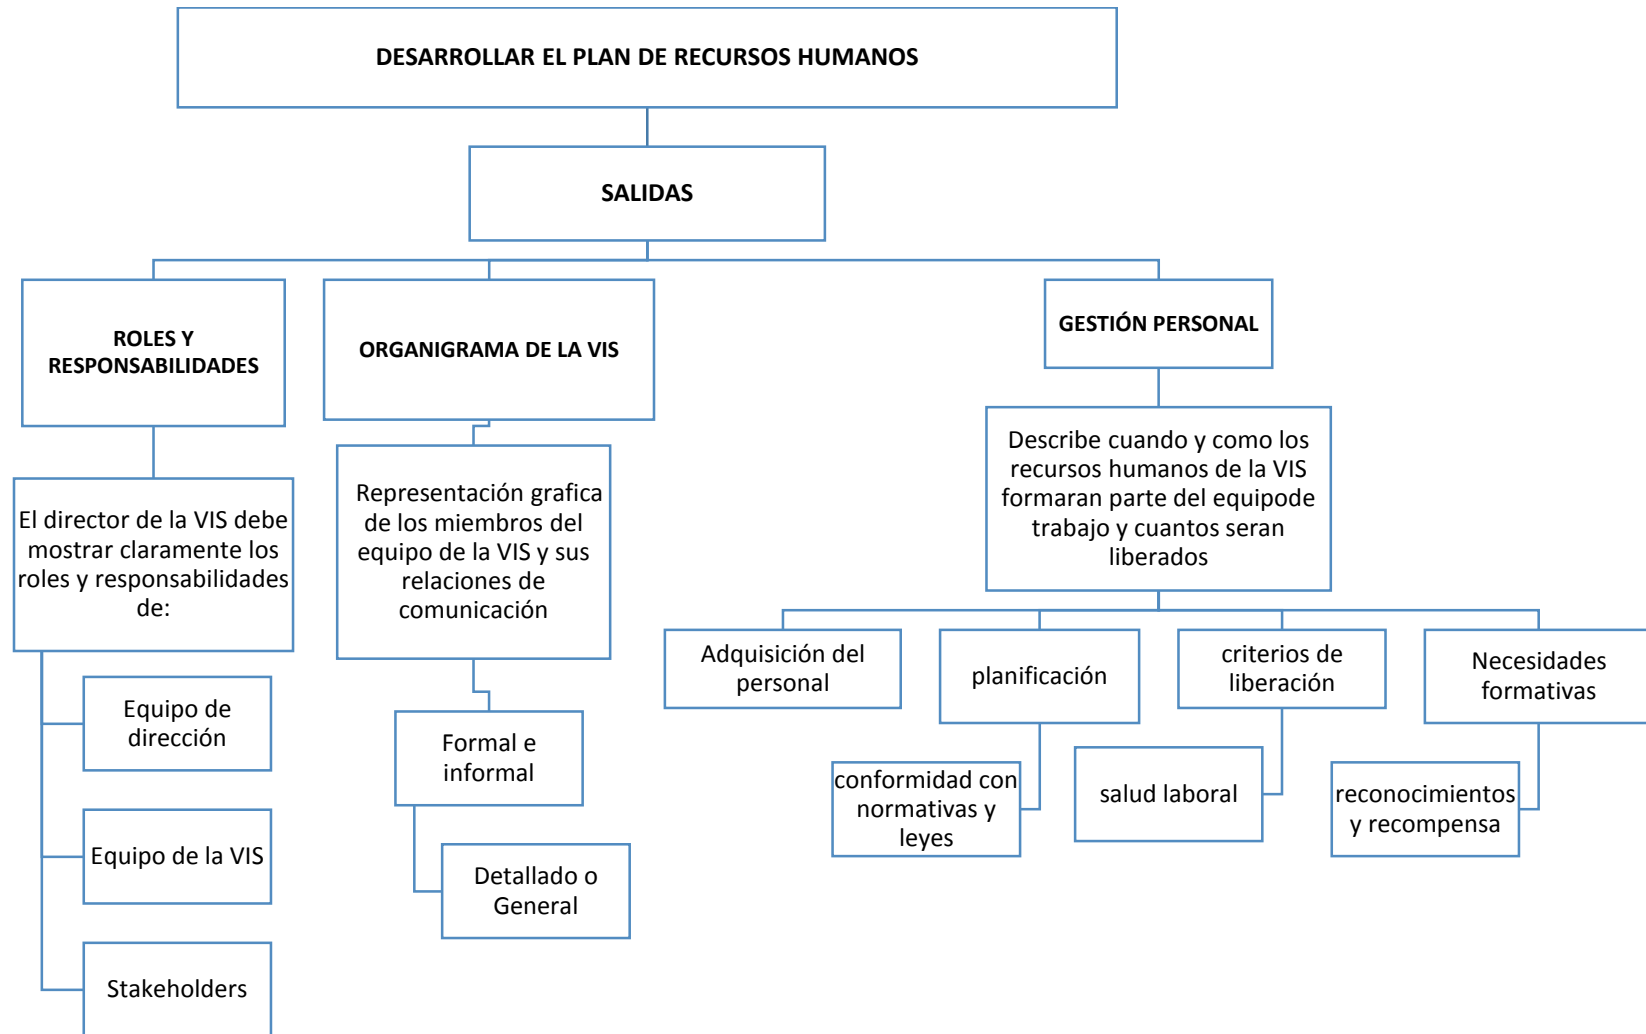 DESARROLLAR EL PLAN DE RECURSOS HUMANOS
SALIDAS
ROLES Y
RESPONSABILIDADES
El director de la VIS debe
mostrar claramente los
roles y responsabilidades
de:
Equipo de
dirección
Equipo de la VIS
Stakeholders
ORGANIGRAMA DE LA VIS
Representación grafica
de los miembros del
equipo de la VIS y sus
relaciones de
comunicación
Formal e
informal
Detallado o
General
GESTIÓN PERSONAL
Describe cuando y como los
recursos humanos de la VIS
formaran parte del equipode
trabajo y cuantos seran
liberados
Adquisición del
personal
planificación
conformidad con
normativas y
leyes
criterios de
liberación
salud laboral
Necesidades
formativas
reconocimientos
y recompensa